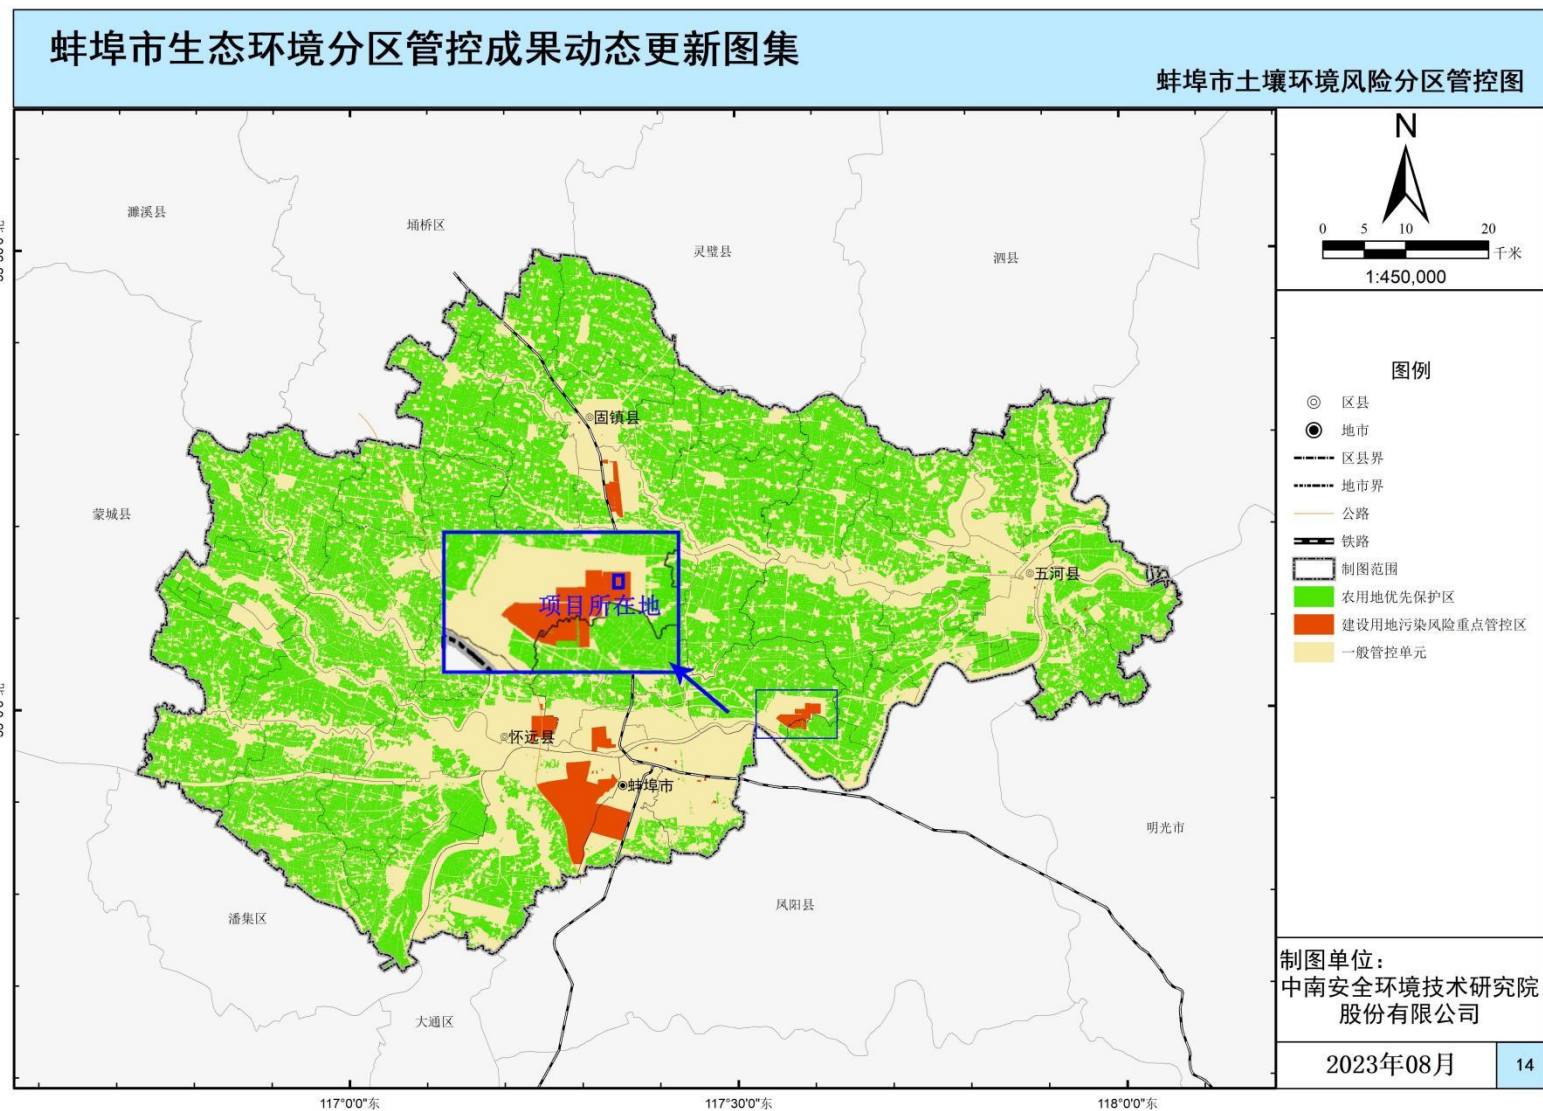 蚌埠市生态环境分区管控成果动态更新图集
蚌埠市土壤环境风险分区管控图
N
0 5 10 20
千米
1:450,000
濉溪县
埇桥区
灵璧县
泗县
固镇县
蒙城县
五河县
项目所在地
怀远县
蚌埠市
明光市
潘集区
凤阳县
大通区
图例
区县
地市
区县界
地市界
公路
铁路
制图范围
农用地优先保护区
建设用地污染风险重点管控区
一般管控单元
制图单位：
中南安全环境技术研究院
股份有限公司
2023年08月
14
117°0'0"东
117°30'0"东
118°0'0"东